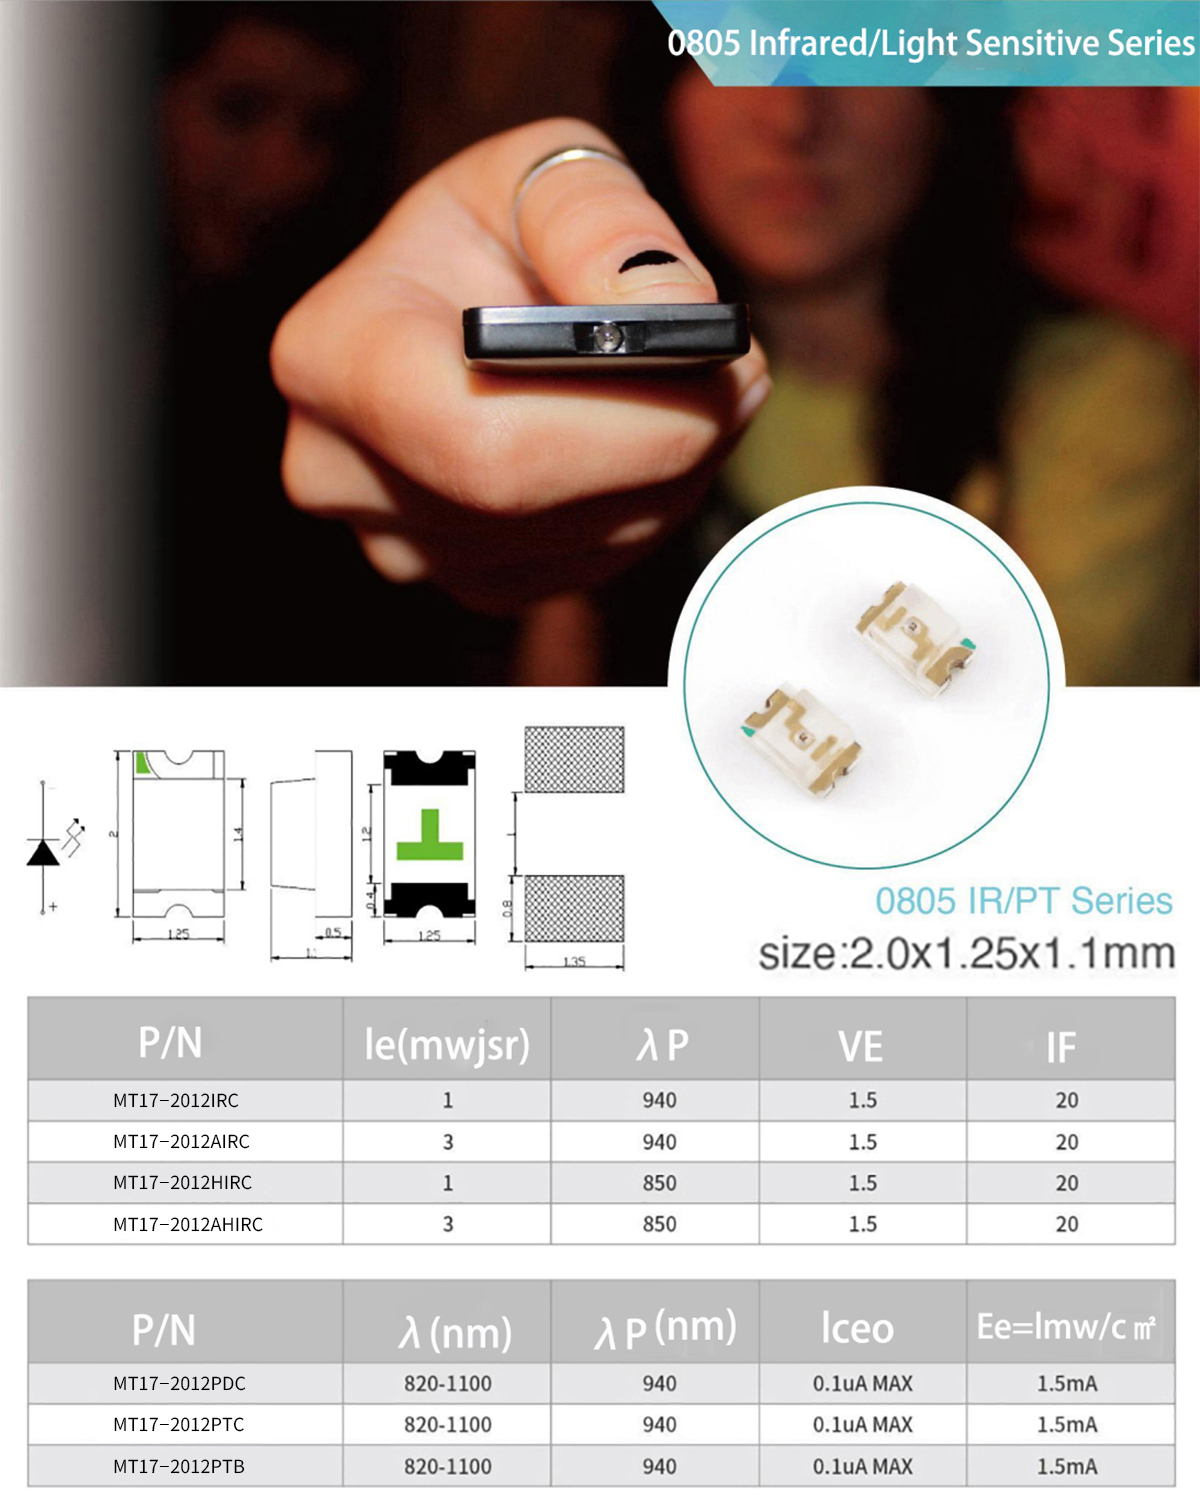 0805 Infrared/Light Sensitive Series
2
1.4
1.25
0.5
1.1
1.2
0.4
1.25
1
0.8
1.35
+
0805 IR/PT Series
size:2.0x1.25x1.1mm
P/N Ie(mwjsr) λP VE IF
MT17-2012IRC 1 940 1.5 20
MT17-2012AIRC 3 940 1.5 20
MT17-2012HIRC 1 850 1.5 20
MT17-2012AHIRC 3 850 1.5 20
P/N λ(nm) λP(nm) Iceo Ee=Imw/c㎡
MT17-2012PDC 820-1100 940 0.1uA MAX 1.5mA
MT17-2012PTC 820-1100 940 0.1uA MAX 1.5mA
MT17-2012PTB 820-1100 940 0.1uA MAX 1.5mA